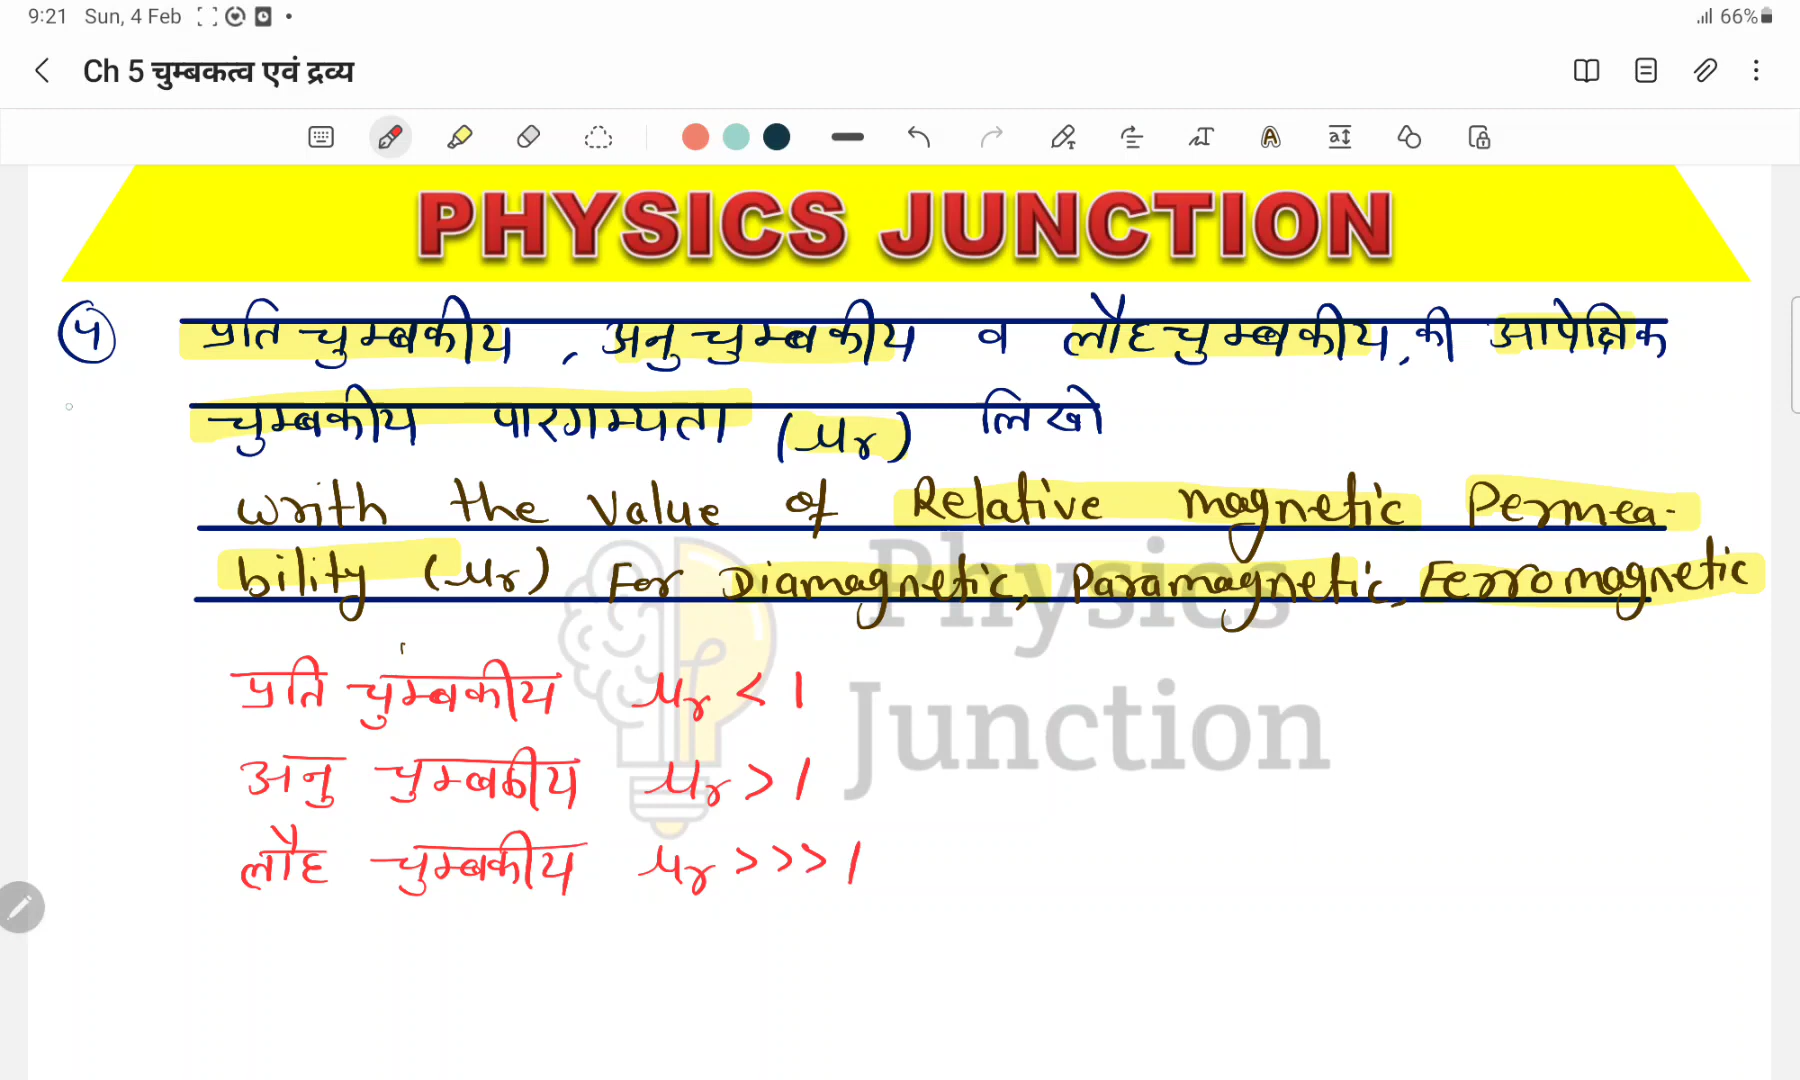 9:21 Sun, 4 Feb
66%
Ch 5 चुम्बकत्व एवं द्रव्य
PHYSICS JUNCTION
५ प्रति चुम्बकीय, अनु चुम्बकीय व लौह चुम्बकीय, की आपेक्षिक
चुम्बकीय पारगम्यता (μr) लिखो
writh the value of Relative magnetic Permea-
bility (μr) For Diamagnetic, Paramagnetic, Ferromagnetic
Physics
Junction
प्रति चुम्बकीय μr < 1
अनु चुम्बकीय μr > 1
लौह चुम्बकीय μr >>> 1